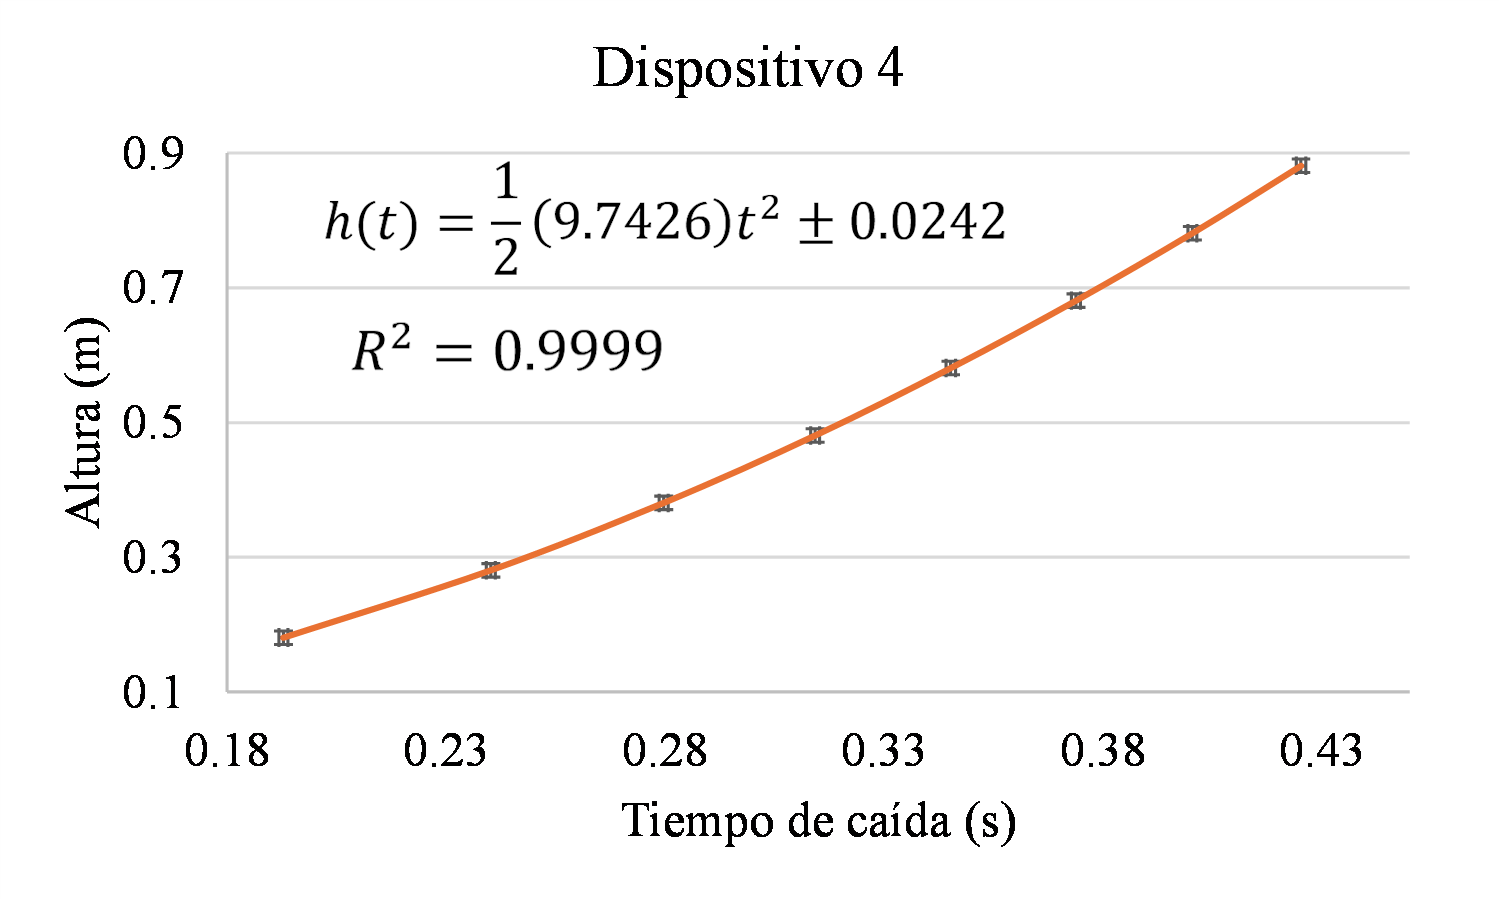 Dispositivo 4
h(t) = 1/2 (9.7426)t² ± 0.0242
R² = 0.9999
Altura (m)
0.9
0.7
0.5
0.3
0.1
0.18 0.23 0.28 0.33 0.38 0.43
Tiempo de caída (s)